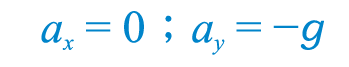 aₓ = 0 ; a_y = −g